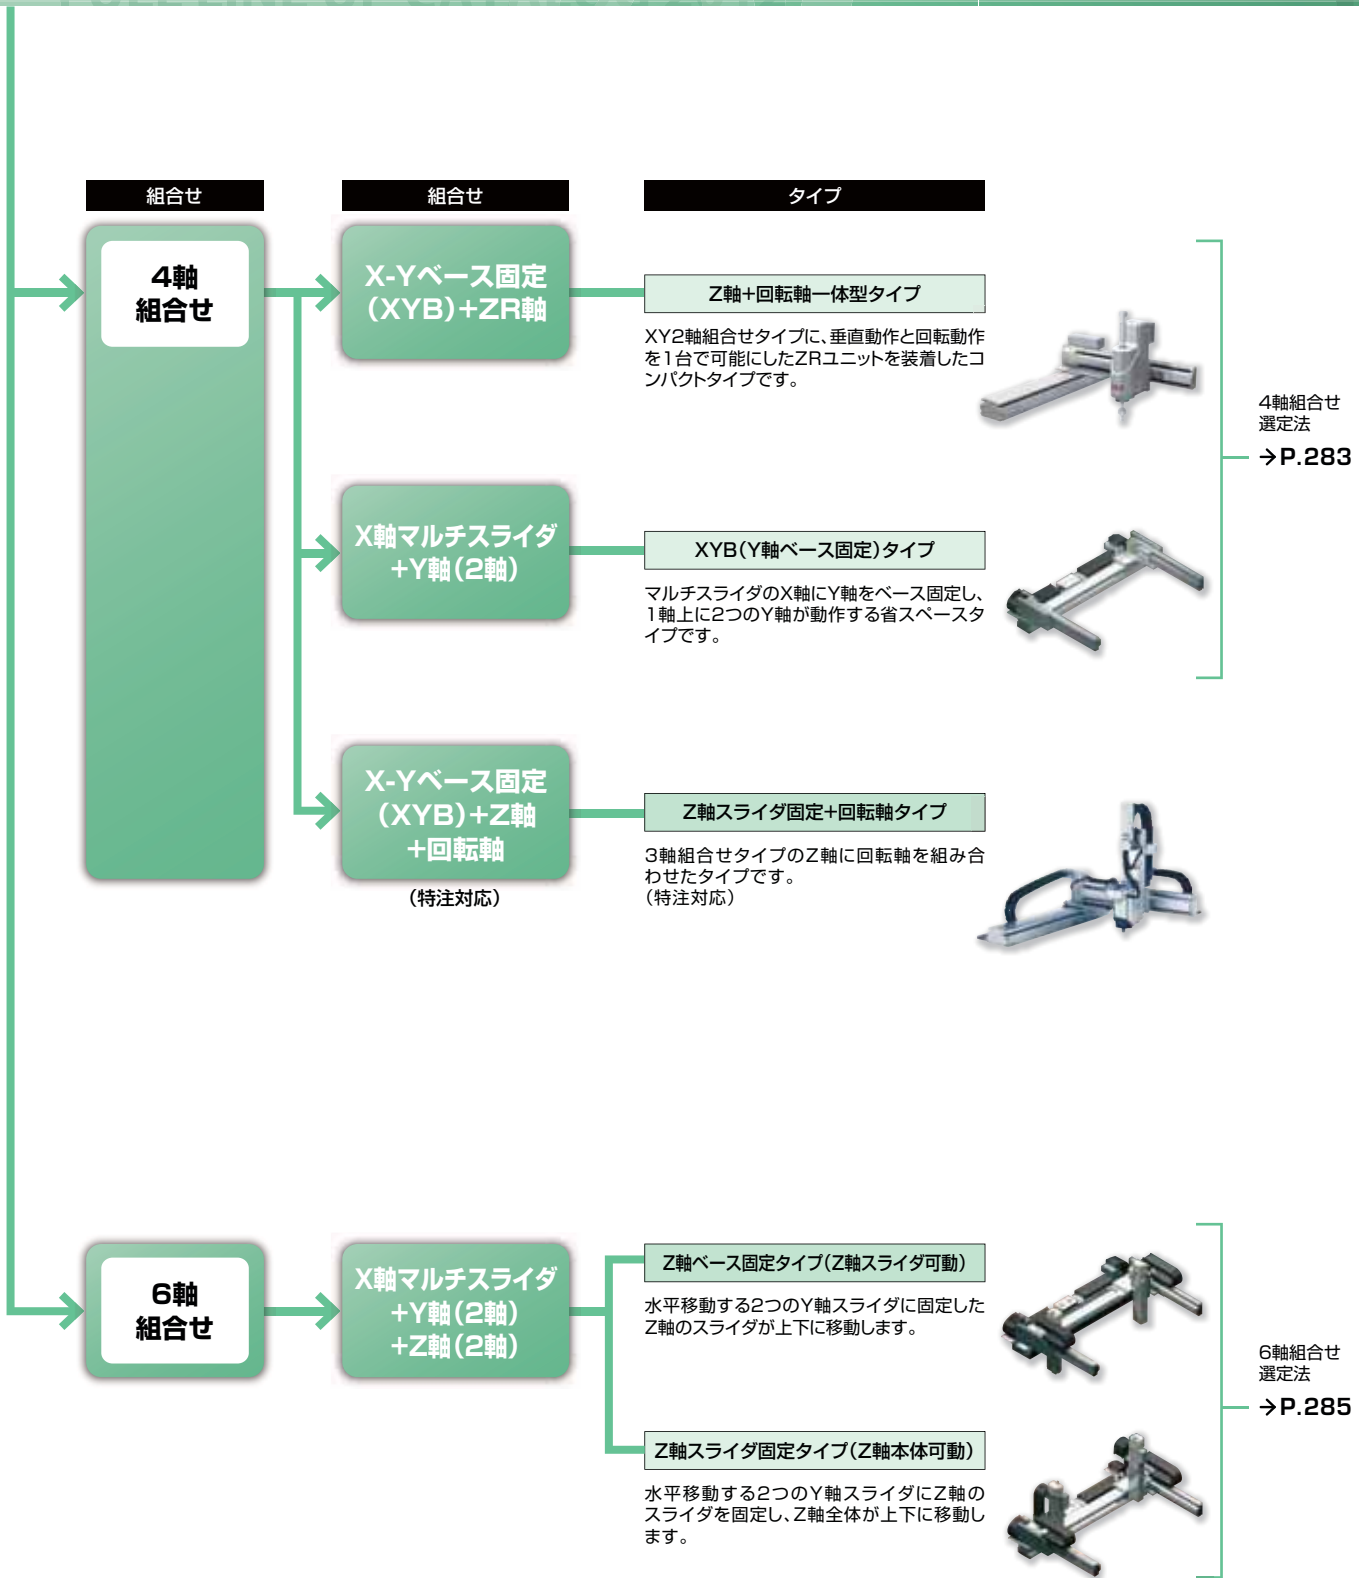 組合せ
組合せ
タイプ
4軸
組合せ
X-Yベース固定
（XYB）+ZR軸
Z軸+回転軸一体型タイプ
XY2軸組合せタイプに、垂直動作と回転動作
を1台で可能にしたZRユニットを装着したコ
ンパクトタイプです。
X軸マルチスライダ
+Y軸（2軸）
XYB（Y軸ベース固定）タイプ
マルチスライダのX軸にY軸をベース固定し、
1軸上に2つのY軸が動作する省スペースタ
イプです。
4軸組合せ
選定法
→P.283
X-Yベース固定
（XYB）+Z軸
+回転軸
（特注対応）
Z軸スライダ固定+回転軸タイプ
3軸組合せタイプのZ軸に回転軸を組み合
わせたタイプです。
（特注対応）
6軸
組合せ
X軸マルチスライダ
+Y軸（2軸）
+Z軸（2軸）
Z軸ベース固定タイプ（Z軸スライダ可動）
水平移動する2つのY軸スライダに固定した
Z軸のスライダが上下に移動します。
Z軸スライダ固定タイプ（Z軸本体可動）
水平移動する2つのY軸スライダにZ軸の
スライダを固定し、Z軸全体が上下に移動し
ます。
6軸組合せ
選定法
→P.285